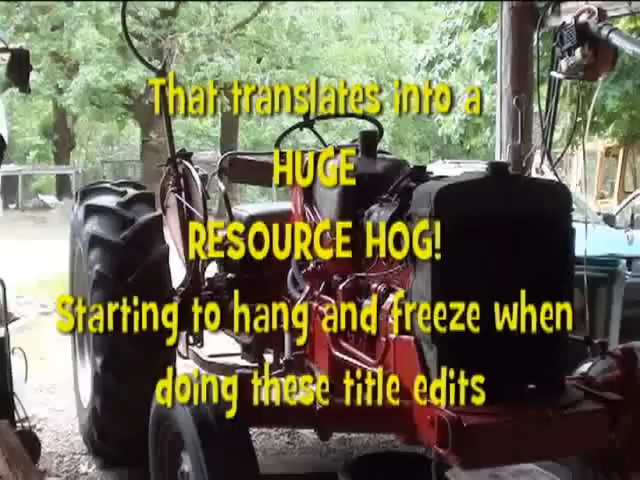 That translates into a
HUGE
RESOURCE HOG!
Starting to hang and freeze when
doing these title edits